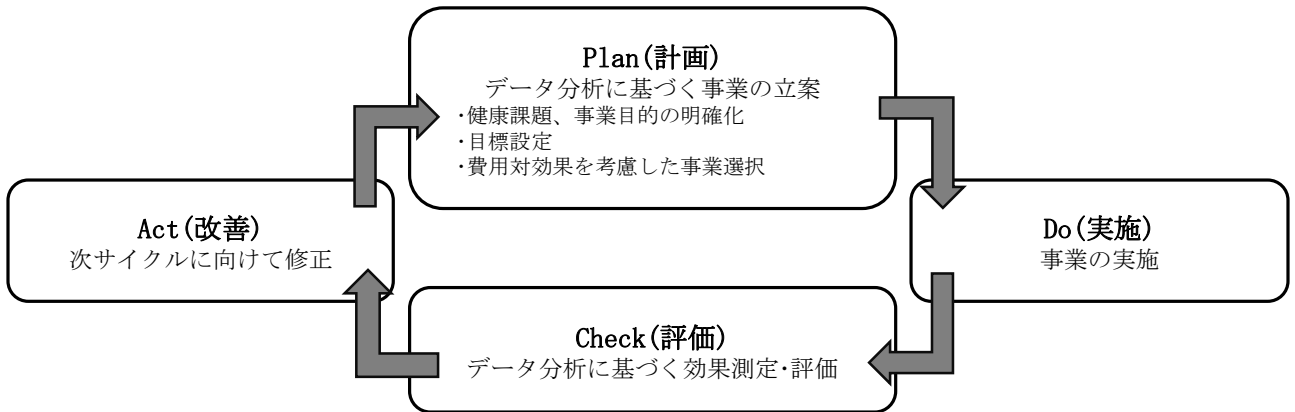 Plan(計画)
データ分析に基づく事業の立案
・健康課題、事業目的の明確化
・目標設定
・費用対効果を考慮した事業選択
Act(改善)
次サイクルに向けて修正
Do(実施)
事業の実施
Check(評価)
データ分析に基づく効果測定・評価